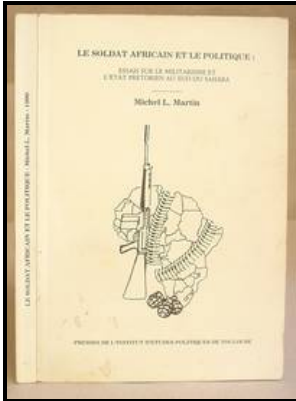 LE SOLDAT AFRICAIN ET LE POLITIQUE :
ESSAIS SUR LE MILITARISME ET
L'ETAT PRETORIEN AU SUD DU SAHARA
Michel L. Martin
PRESSES DE L'INSTITUT D'ETUDES POLITIQUES DE TOULOUSE
LE SOLDAT AFRICAIN ET LE POLITIQUE : Michel L. Martin : 1990